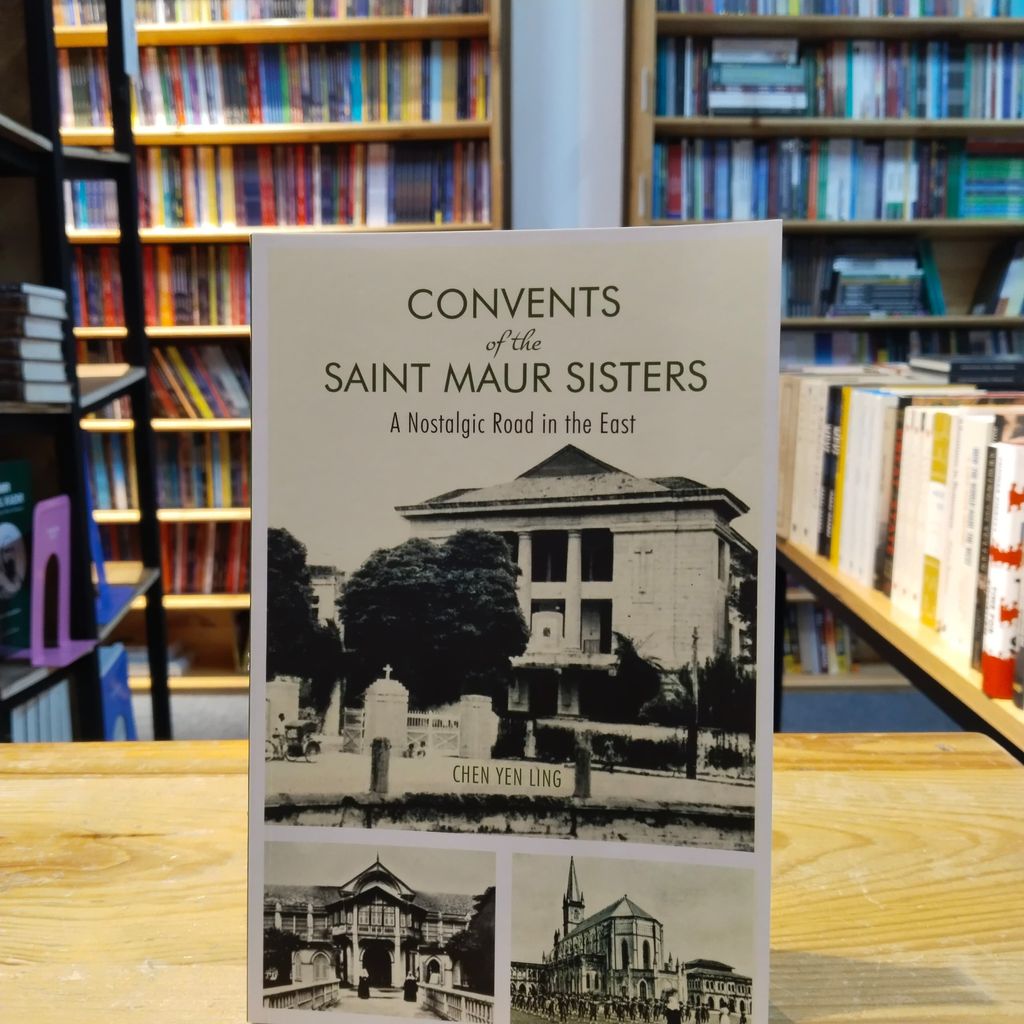 CONVENTS
of the
SAINT MAUR SISTERS
A Nostalgic Road in the East
CHEN YEN LING